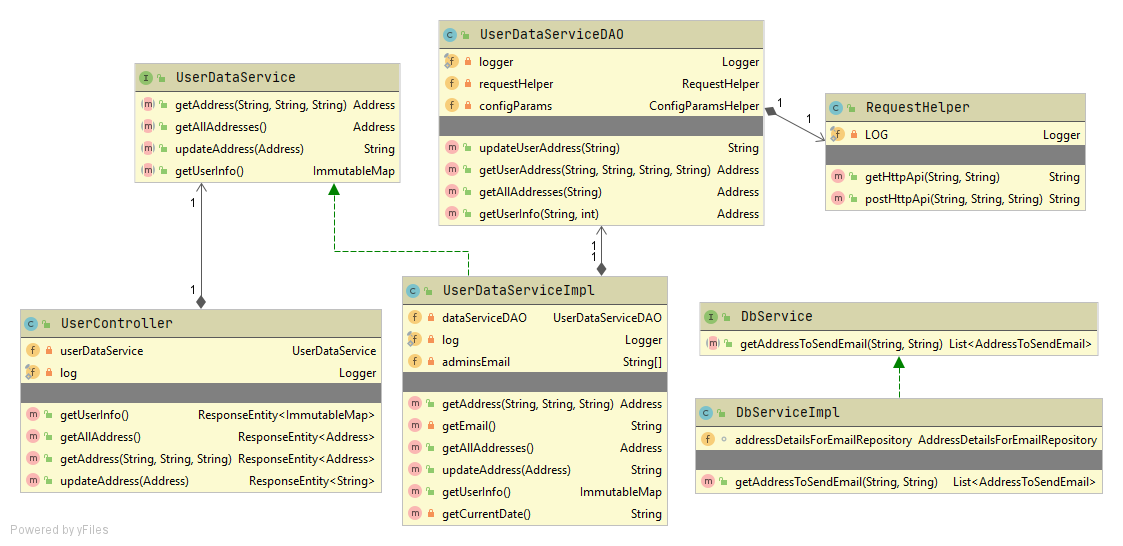 UserDataService
getAddress(String, String, String) Address
getAllAddresses() Address
updateAddress(Address) String
getUserInfo() ImmutableMap
UserDataServiceDAO
logger Logger
requestHelper RequestHelper
configParams ConfigParamsHelper
updateUserAddress(String) String
getUserAddress(String, String, String, String) Address
getAllAddresses(String) Address
getUserInfo(String, int) Address
1
1
RequestHelper
LOG Logger
getHttpApi(String, String) String
postHttpApi(String, String, String) String
1
1
1
1
UserController
userDataService UserDataService
log Logger
getUserInfo() ResponseEntity<ImmutableMap>
getAllAddress() ResponseEntity<Address>
getAddress(String, String, String) ResponseEntity<Address>
updateAddress(Address) ResponseEntity<String>
UserDataServiceImpl
dataServiceDAO UserDataServiceDAO
log Logger
adminsEmail String[]
getAddress(String, String, String) Address
getEmail() String
getAllAddresses() Address
updateAddress(Address) String
getUserInfo() ImmutableMap
getCurrentDate() String
DbService
getAddressToSendEmail(String, String) List<AddressToSendEmail>
DbServiceImpl
addressDetailsForEmailRepository AddressDetailsForEmailRepository
getAddressToSendEmail(String, String) List<AddressToSendEmail>
Powered by yFiles